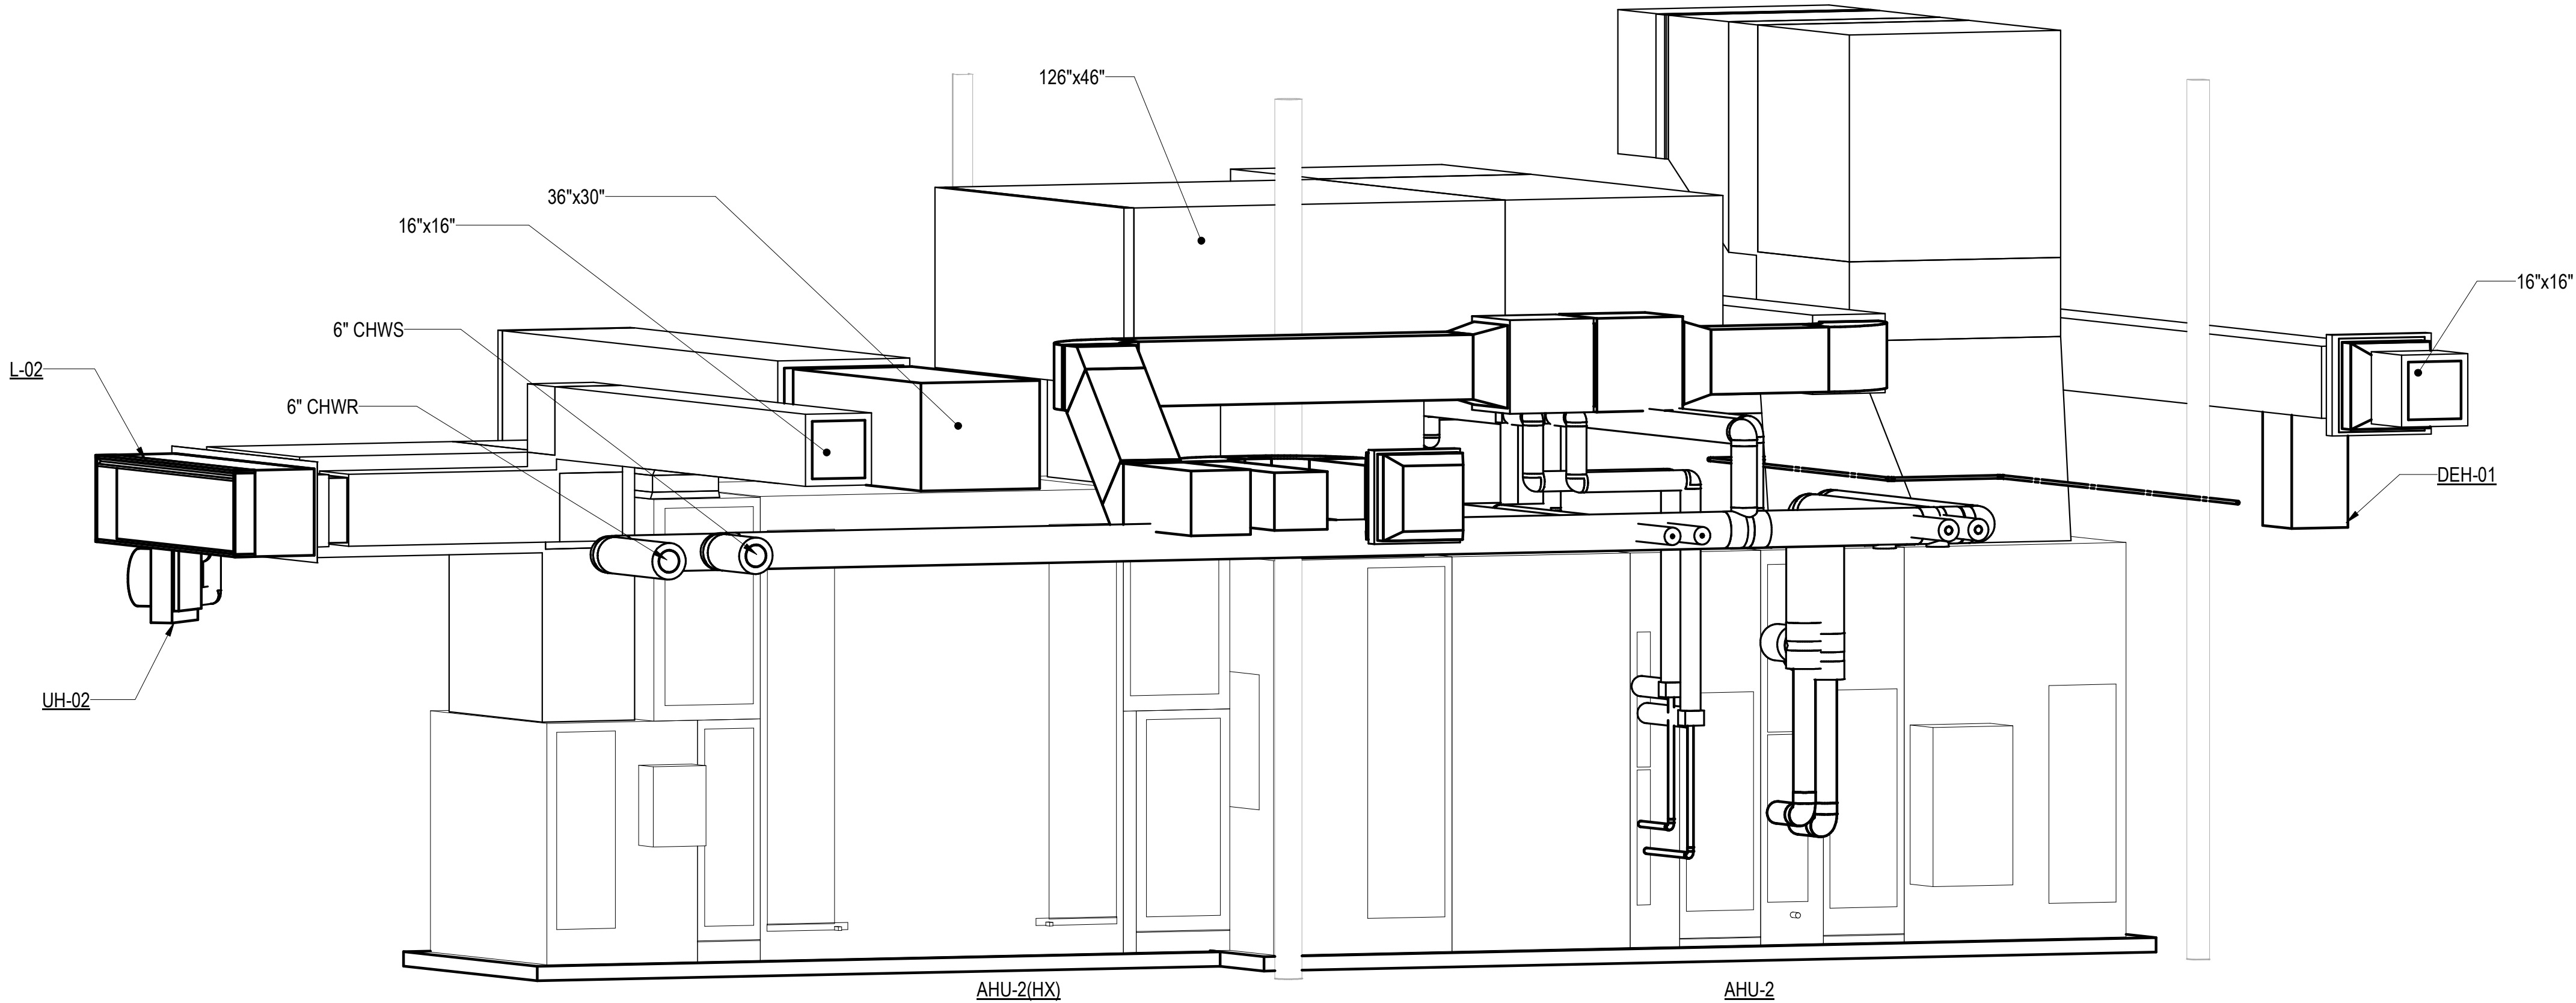 126"x46"
36"x30"
16"x16"
16"x16"
6" CHWS
L-02
6" CHWR
DEH-01
UH-02
AHU-2(HX)
AHU-2